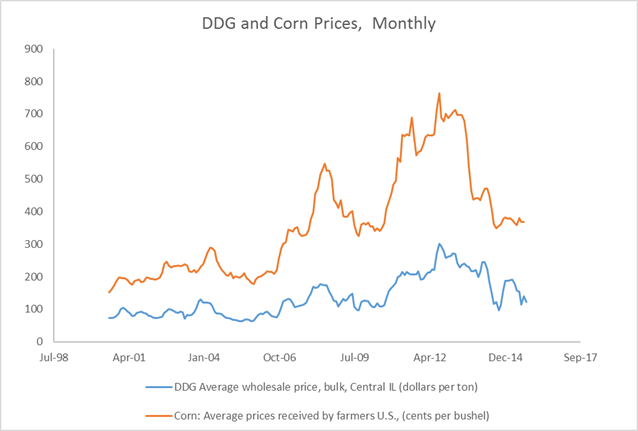 DDG and Corn Prices, Monthly
900
800
700
600
500
400
300
200
100
0
Jul-98 Apr-01 Jan-04 Oct-06 Jul-09 Apr-12 Dec-14 Sep-17
DDG Average wholesale price, bulk, Central IL (dollars per ton)
Corn: Average prices received by farmers U.S., (cents per bushel)